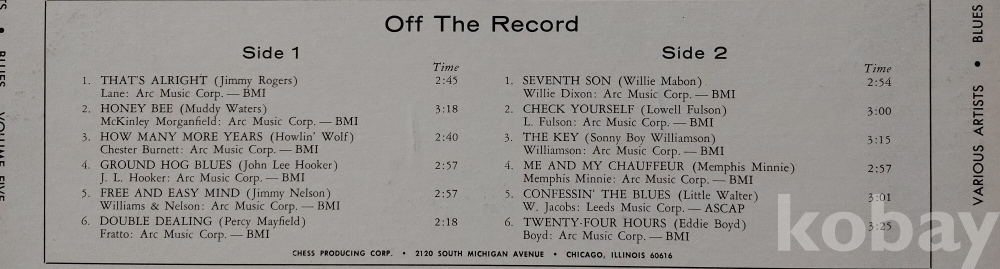 Off The Record
Side 1
Time
1. THAT'S ALRIGHT (Jimmy Rogers) 2:45
Lane: Arc Music Corp. — BMI
2. HONEY BEE (Muddy Waters) 3:18
McKinley Morganfield: Arc Music Corp. — BMI
3. HOW MANY MORE YEARS (Howlin' Wolf) 2:40
Chester Burnett: Arc Music Corp. — BMI
4. GROUND HOG BLUES (John Lee Hooker) 2:57
J. L. Hooker: Arc Music Corp. — BMI
5. FREE AND EASY MIND (Jimmy Nelson) 2:57
Williams & Nelson: Arc Music Corp. — BMI
6. DOUBLE DEALING (Percy Mayfield) 2:18
Fratto: Arc Music Corp. — BMI
Side 2
Time
1. SEVENTH SON (Willie Mabon) 2:54
Willie Dixon: Arc Music Corp. — BMI
2. CHECK YOURSELF (Lowell Fulson) 3:00
L. Fulson: Arc Music Corp. — BMI
3. THE KEY (Sonny Boy Williamson) 3:15
Williamson: Arc Music Corp. — BMI
4. ME AND MY CHAUFFEUR (Memphis Minnie) 2:57
Memphis Minnie: Arc Music Corp. — BMI
5. CONFESSIN' THE BLUES (Little Walter) 3:01
W. Jacobs: Leeds Music Corp. — ASCAP
6. TWENTY-FOUR HOURS (Eddie Boyd) 3:25
Boyd: Arc Music Corp. — BMI
CHESS PRODUCING CORP. • 2120 SOUTH MICHIGAN AVENUE • CHICAGO, ILLINOIS 60616
VARIOUS ARTISTS • BLUES
kobay